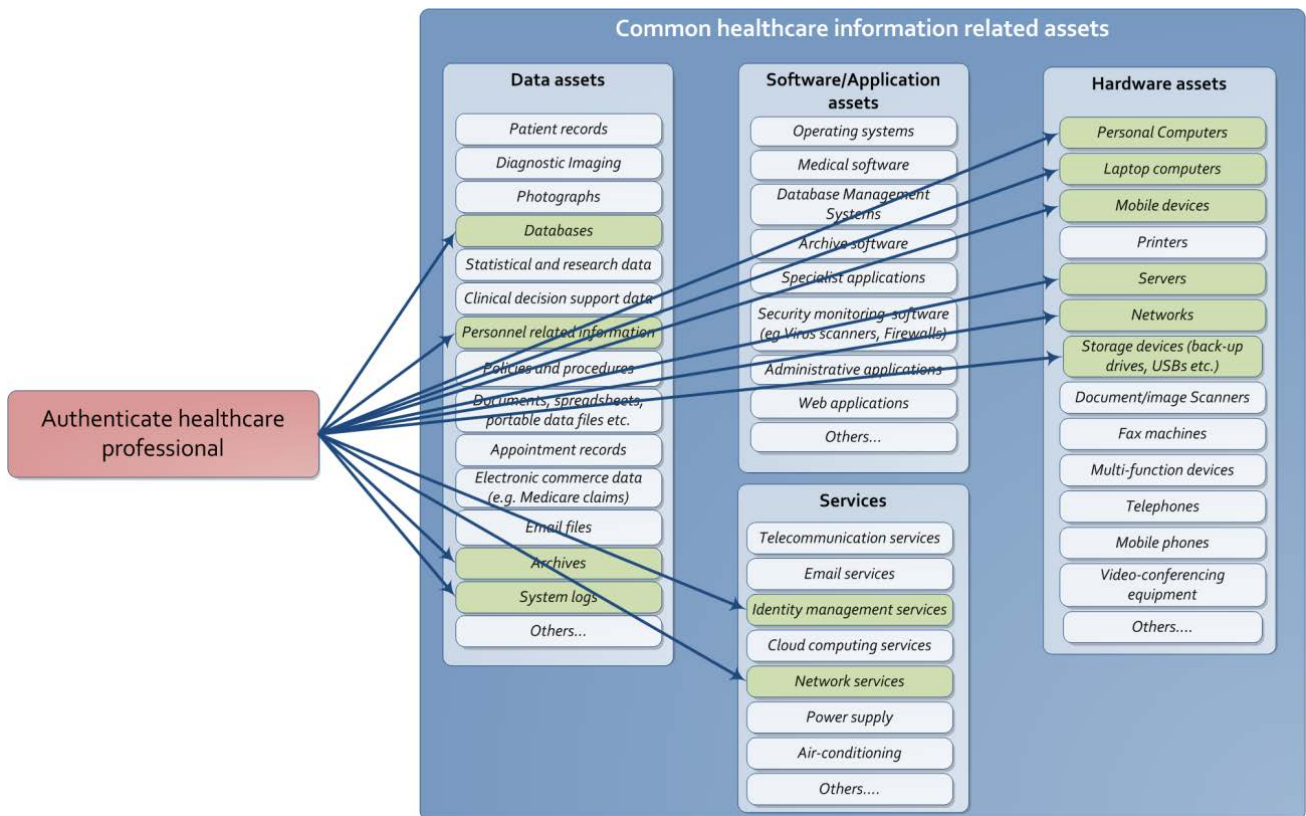 Common healthcare information related assets
Authenticate healthcare
professional
Data assets
Patient records
Diagnostic Imaging
Photographs
Databases
Statistical and research data
Clinical decision support data
Personnel related information
Policies and procedures
Documents, spreadsheets,
portable data files etc.
Appointment records
Electronic commerce data
(e.g. Medicare claims)
Email files
Archives
System logs
Others...
Software/Application
assets
Operating systems
Medical software
Database Management
Systems
Archive software
Specialist applications
Security monitoring software
(eg Virus scanners, Firewalls)
Administrative applications
Web applications
Others...
Services
Telecommunication services
Email services
Identity management services
Cloud computing services
Network services
Power supply
Air-conditioning
Others....
Hardware assets
Personal Computers
Laptop computers
Mobile devices
Printers
Servers
Networks
Storage devices (back-up
drives, USBs etc.)
Document/image Scanners
Fax machines
Multi-function devices
Telephones
Mobile phones
Video-conferencing
equipment
Others....